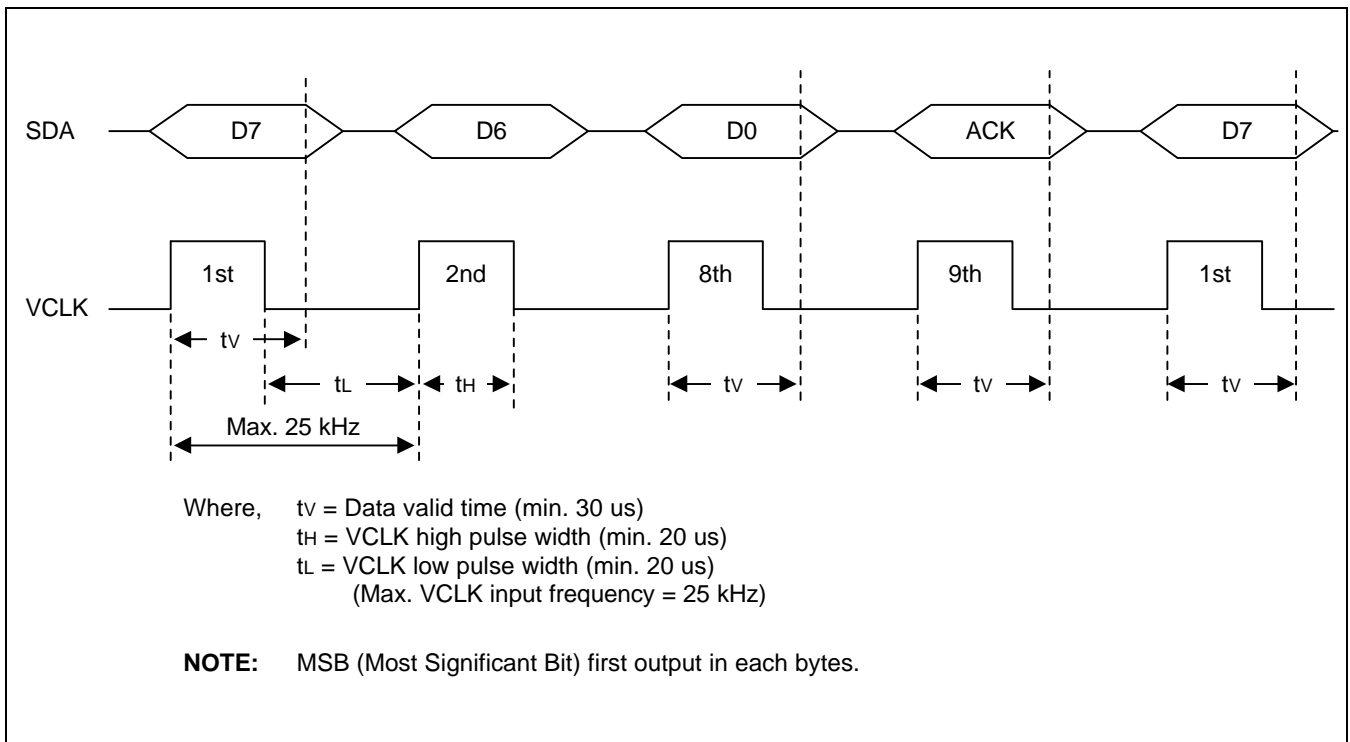 SDA D7 D6 D0 ACK D7
VCLK 1st 2nd 8th 9th 1st
tV
tL tH tV tV tV
Max. 25 kHz
Where, tV = Data valid time (min. 30 us)
tH = VCLK high pulse width (min. 20 us)
tL = VCLK low pulse width (min. 20 us)
(Max. VCLK input frequency = 25 kHz)
NOTE: MSB (Most Significant Bit) first output in each bytes.